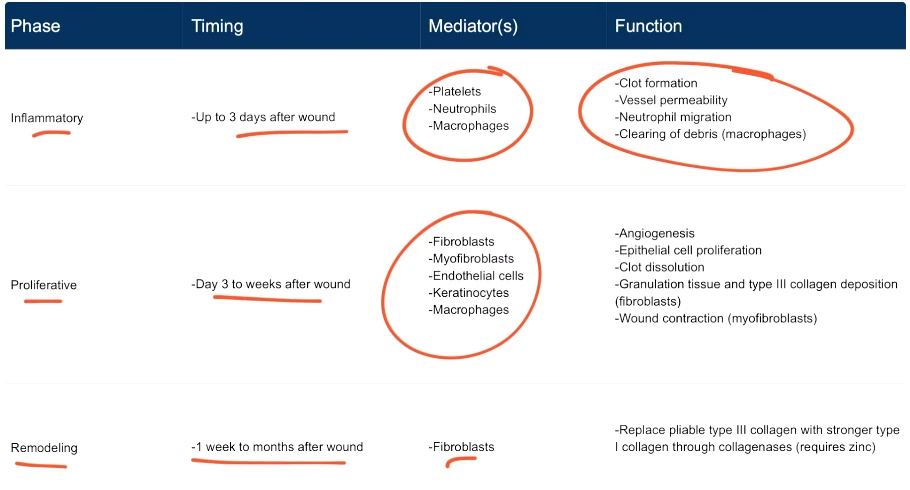 Phase Timing Mediator(s) Function
Inflammatory
-Up to 3 days after wound
-Platelets
-Neutrophils
-Macrophages
-Clot formation
-Vessel permeability
-Neutrophil migration
-Clearing of debris (macrophages)
Proliferative
-Day 3 to weeks after wound
-Fibroblasts
-Myofibroblasts
-Endothelial cells
-Keratinocytes
-Macrophages
-Angiogenesis
-Epithelial cell proliferation
-Clot dissolution
-Granulation tissue and type III collagen deposition
(fibroblasts)
-Wound contraction (myofibroblasts)
Remodeling
-1 week to months after wound
-Fibroblasts
-Replace pliable type III collagen with stronger type
I collagen through collagenases (requires zinc)